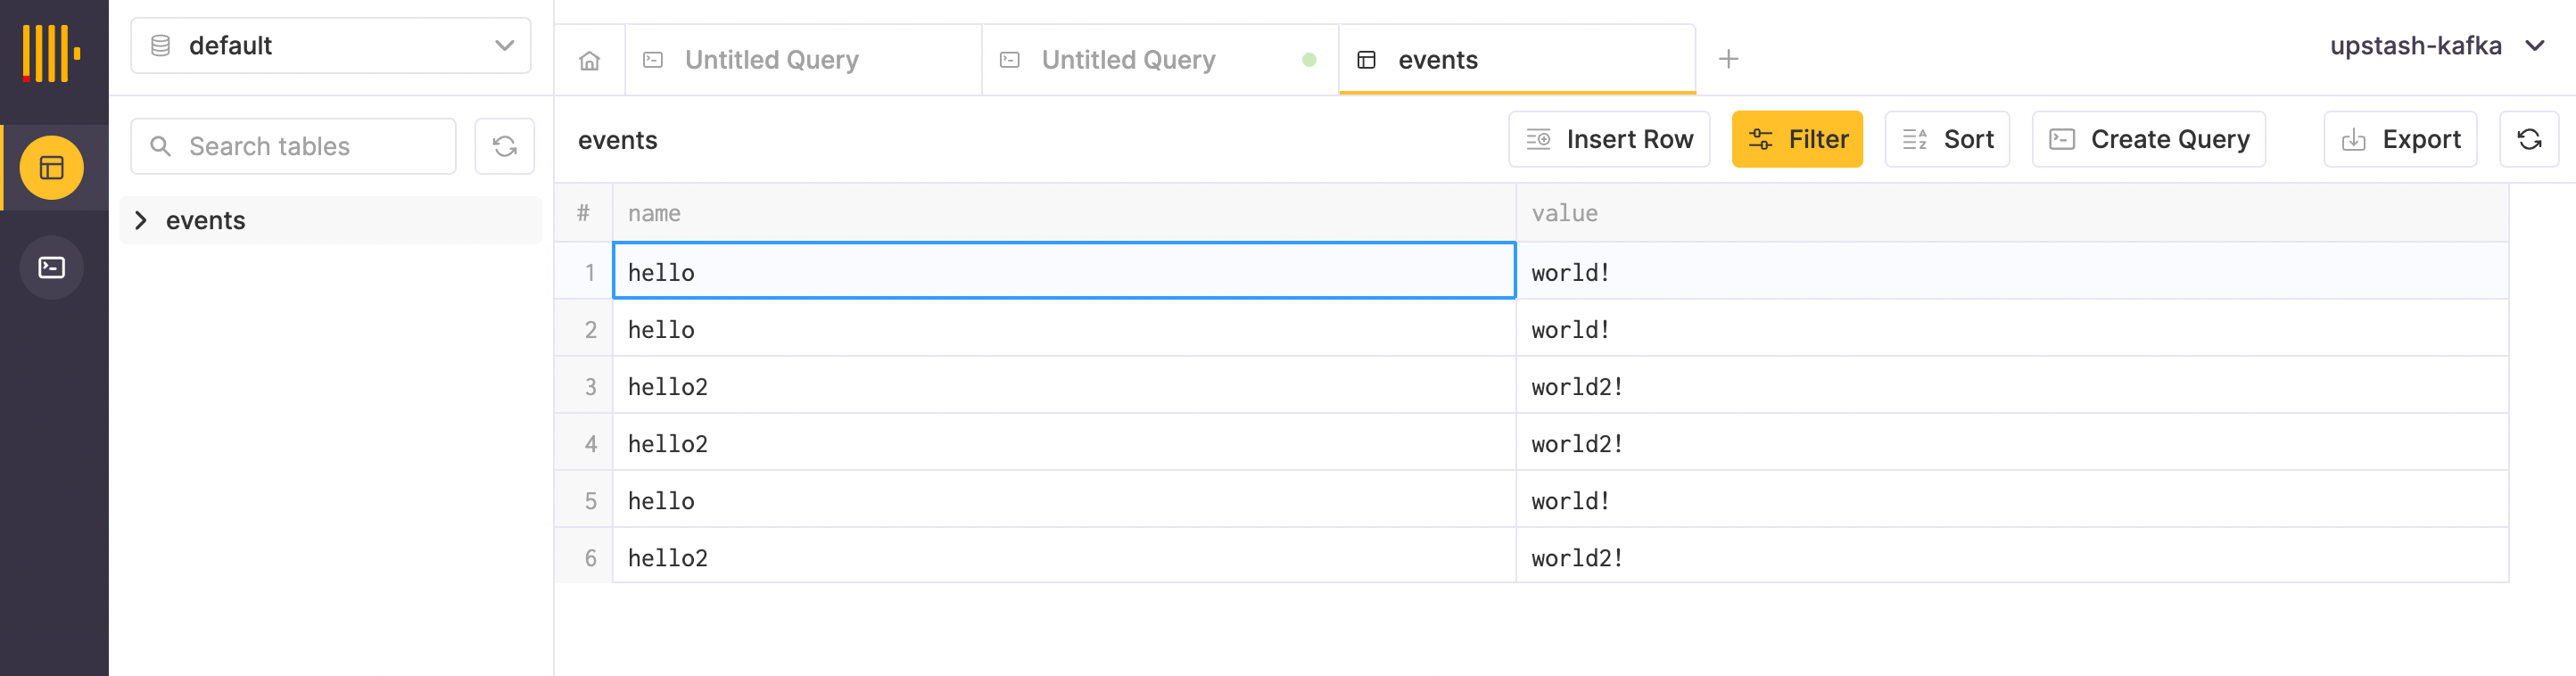 default
Untitled Query
Untitled Query
events
upstash-kafka
Search tables
events
events
Insert Row
Filter
Sort
Create Query
Export
# name value
1 hello world!
2 hello world!
3 hello2 world2!
4 hello2 world2!
5 hello world!
6 hello2 world2!